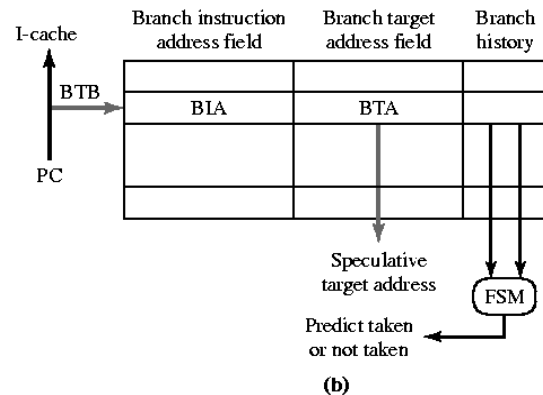 Branch instruction
address field
Branch target
address field
Branch
history
I-cache
BTB
BIA
BTA
PC
Speculative
target address
FSM
Predict taken
or not taken
(b)